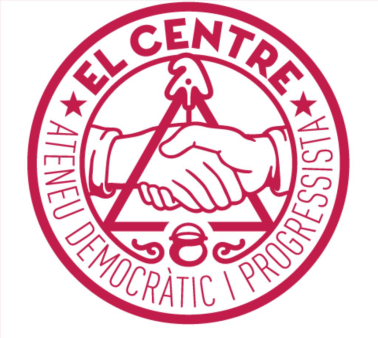 EL CENTRE
ATENEU DEMOCRÀTIC I PROGRESSISTA